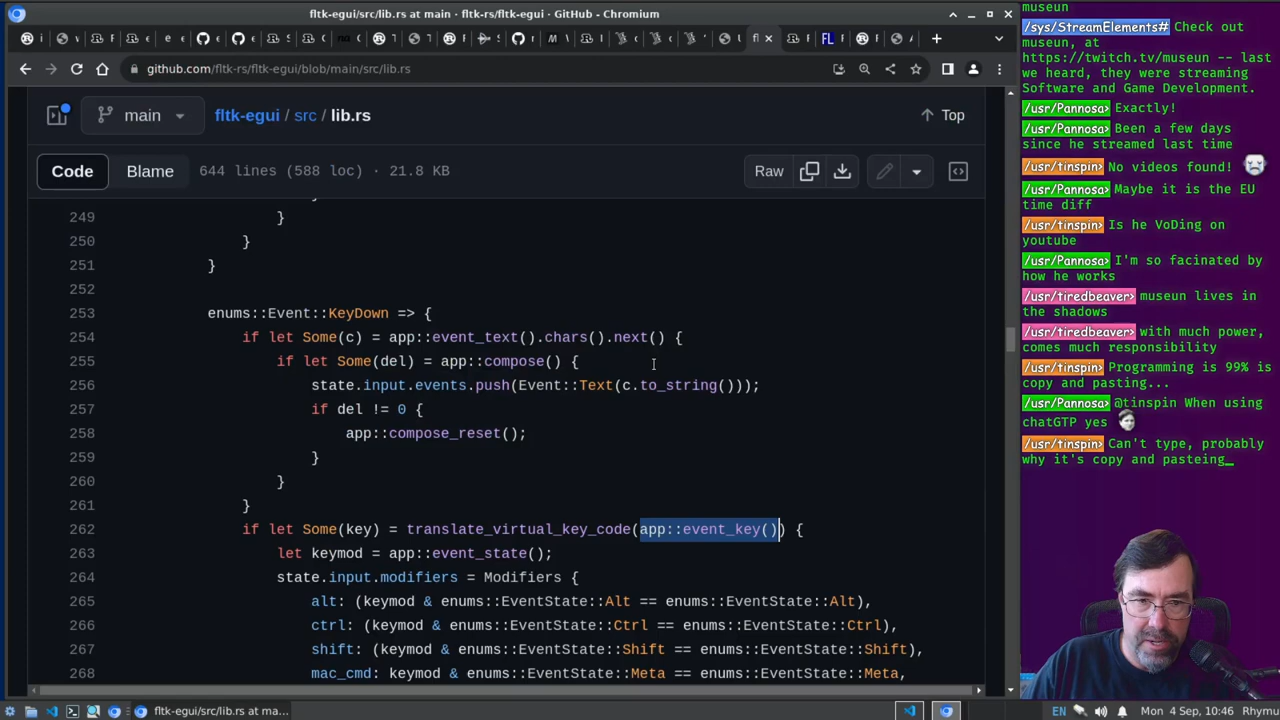 fltk-egui/src/lib.rs at main · fltk-rs/fltk-egui · GitHub - Chromium
github.com/fltk-rs/fltk-egui/blob/main/src/lib.rs
main
fltk-egui / src / lib.rs
Top
Code
Blame
644 lines (588
21.8 KB
Raw
249 }
250 }
251 }
252
253 enums::Event::KeyDown => {
254 if let Some(c) = app::event_text().chars().next() {
255 if let Some(del) = app::compose() {
256 state.input.events.push(Event::Text(c.to_string()));
257 if del != 0 {
258 app::compose_reset();
259 }
260 }
261 }
262 if let Some(key) = translate_virtual_key_code(app::event_key()) {
263 let keymod = app::event_state();
264 state.input.modifiers = Modifiers {
265 alt: (keymod & enums::EventState::Alt == enums::EventState::Alt),
266 ctrl: (keymod & enums::EventState::Ctrl == enums::EventState::Ctrl),
267 shift: (keymod & enums::EventState::Shift == enums::EventState::Shift),
268 mac_cmd: (keymod & enums::EventState::Meta == enums::EventState::Meta,
fltk-egui/src/lib.rs at ma...
EN
Mon 4 Sep, 10:46
Rhymu
museun
/sys/StreamElements# Check out
museun, at
https://twitch.tv/museun -- last
we heard, they were streaming
Software and Game Development.
/usr/Pannosa> Exactly!
/usr/Pannosa> Been a few days
since he streamed last time
/usr/tinspin> No videos found!
/usr/Pannosa> Maybe it is the EU
time diff
/usr/tinspin> Is he VoDing on
youtube
/usr/Pannosa> I'm so facinated by
how he works
/usr/tiredbeaver> museun lives in
the shadows
/usr/tiredbeaver> with much power,
comes much responsibility
/usr/tinspin> Programming is 99% is
copy and pasting...
/usr/Pannosa> @tinspin When using
chatGTP yes
/usr/tinspin> Can't type, probably
why it's copy and pasteing_